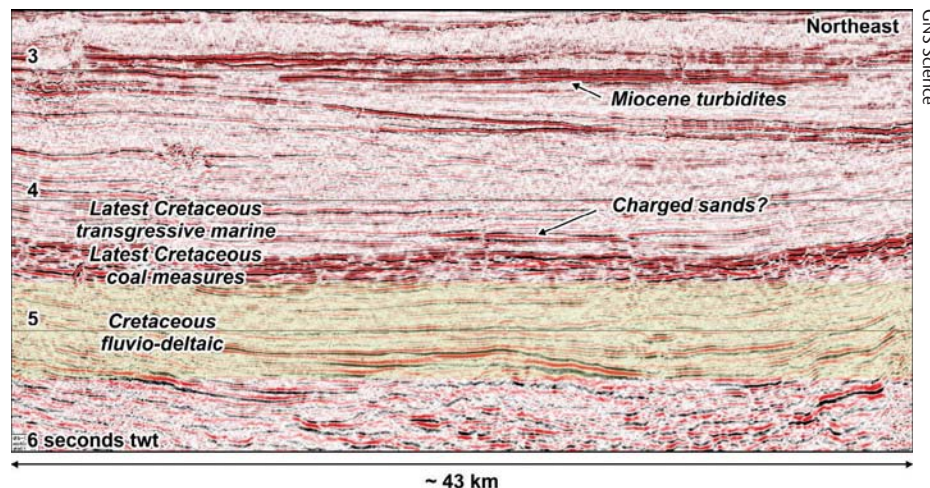 Northeast
GNS Science
3
Miocene turbidites
4
Latest Cretaceous
transgressive marine
Charged sands?
Latest Cretaceous
coal measures
5
Cretaceous
fluvio-deltaic
6 seconds twt
~ 43 km